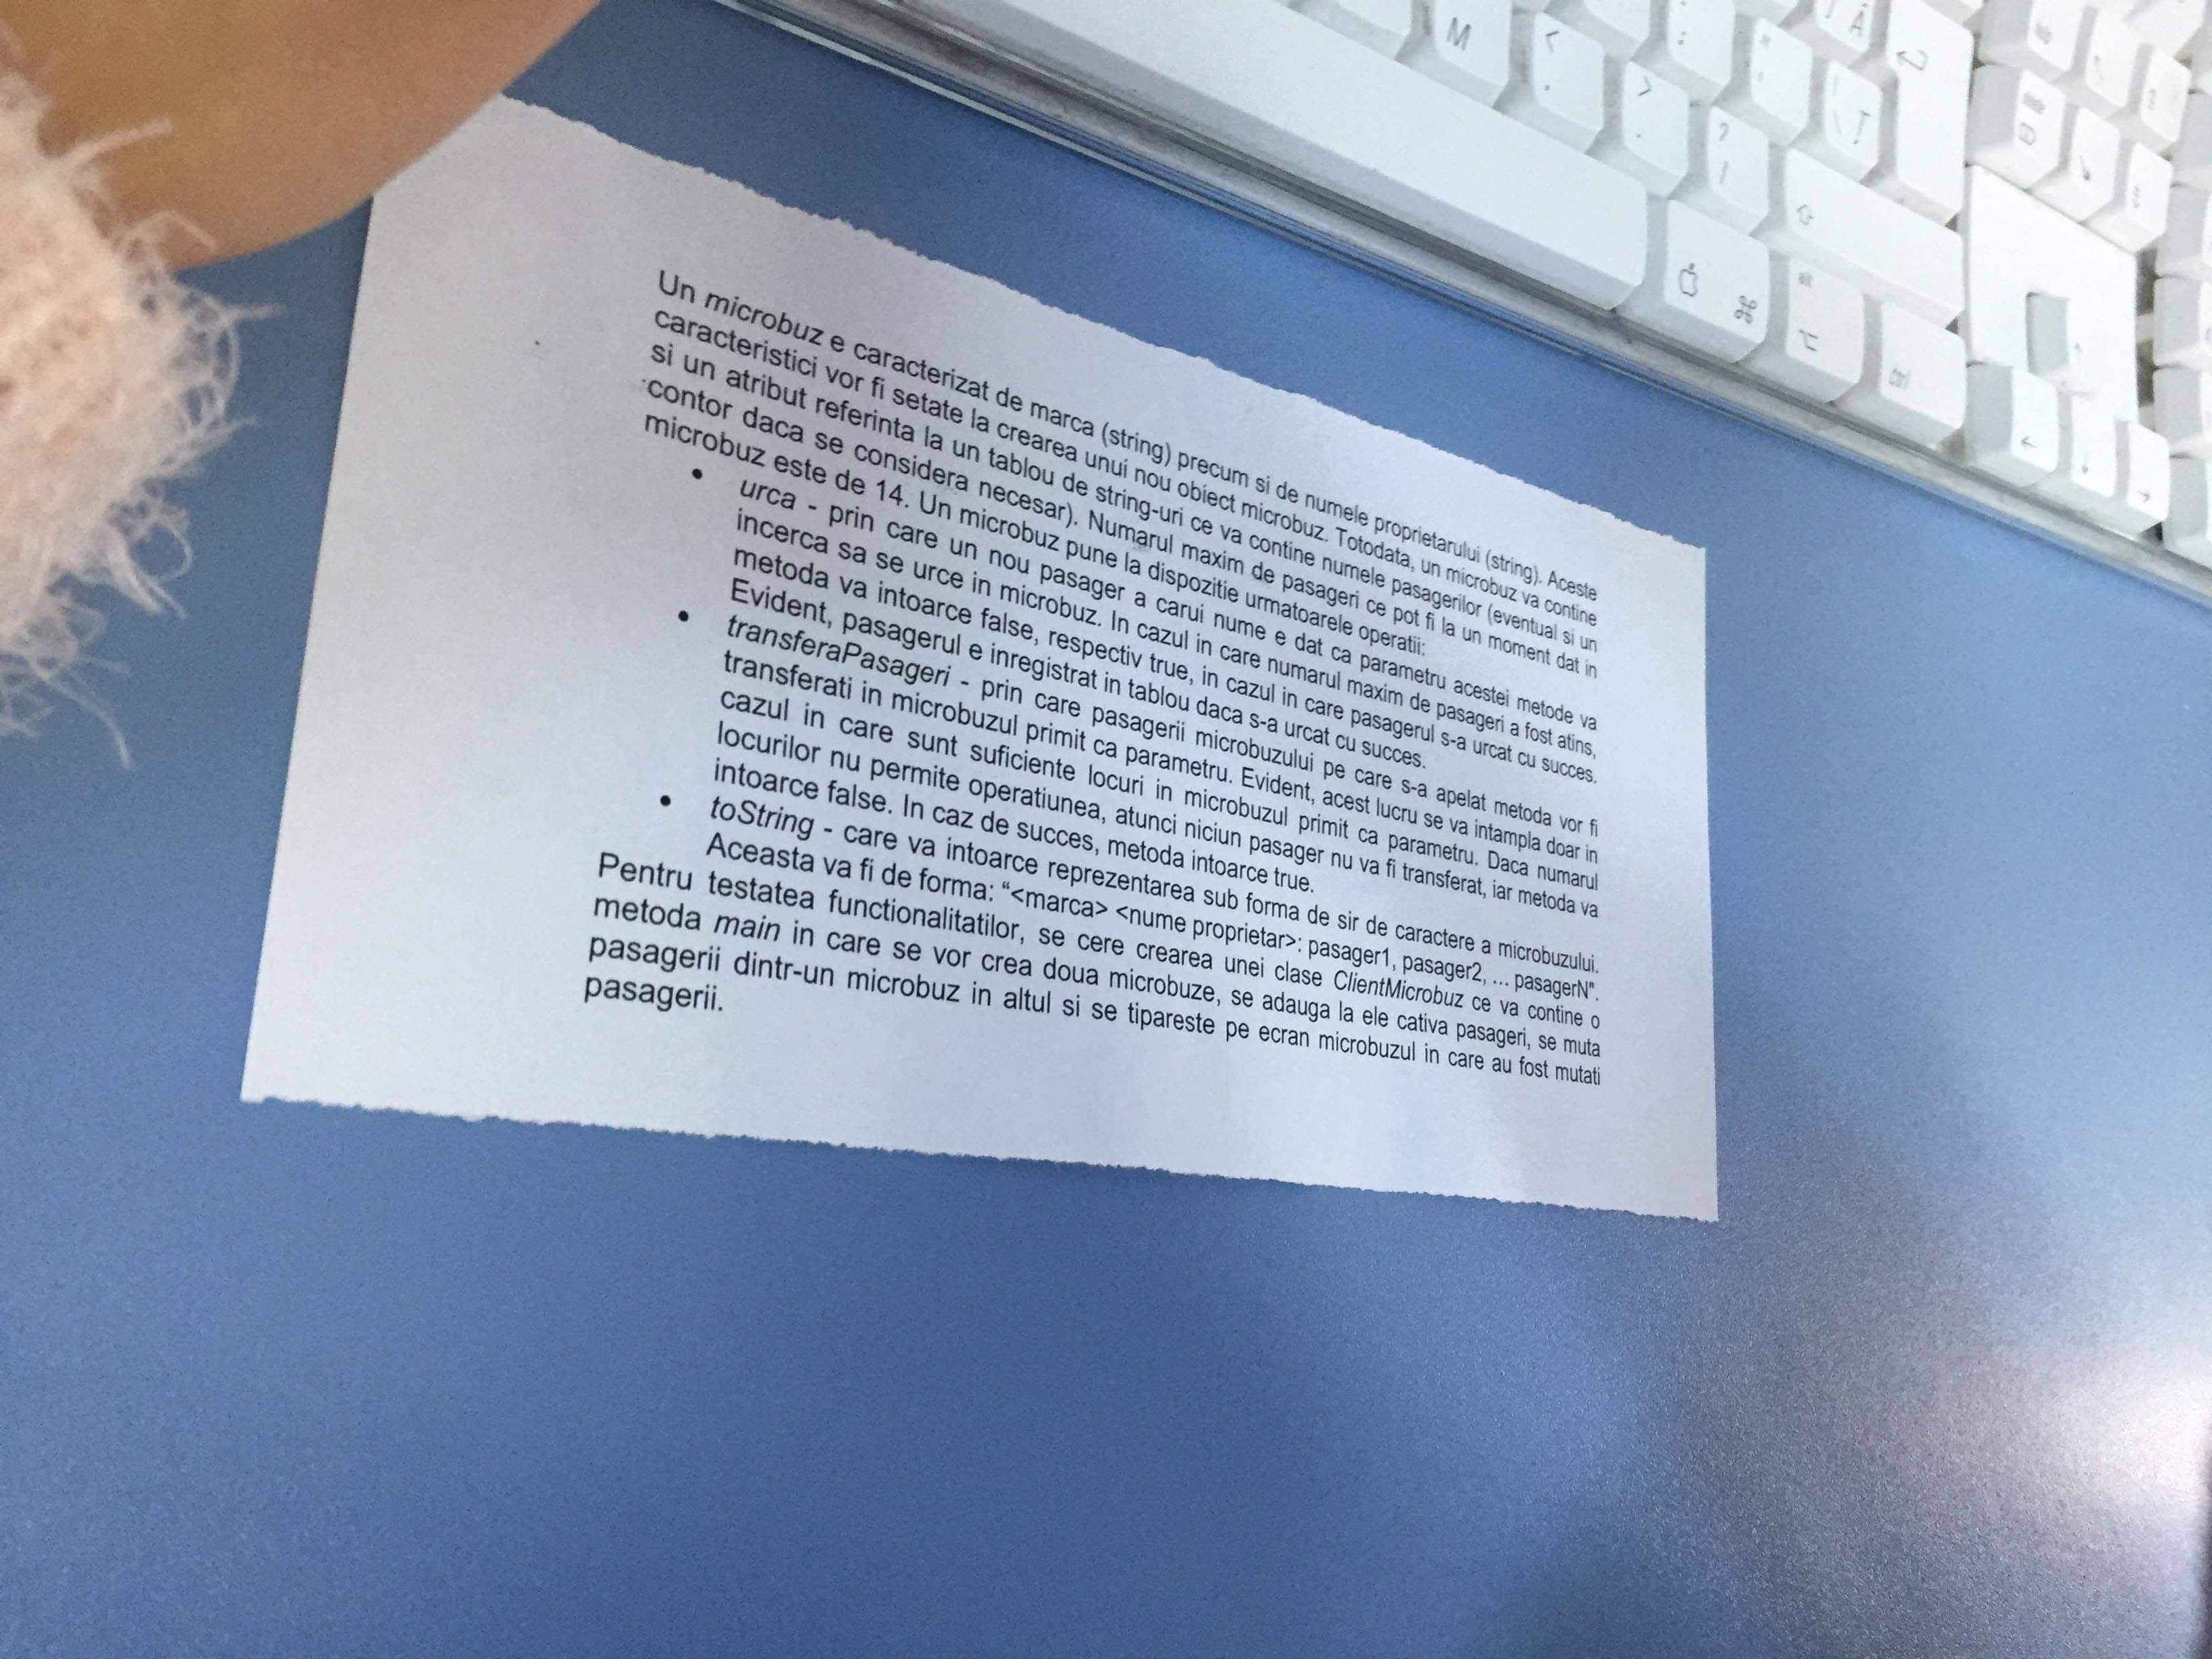 Un microbuz e caracterizat de marca (string) precum si de numele proprietarului (string). Aceste
caracteristici vor fi setate la crearea unui nou obiect microbuz. Totodata, un microbuz va contine
si un atribut referinta la un tablou de string-uri ce va contine numele pasagerilor (eventual si un
contor daca se considera necesar). Numarul maxim de pasageri ce pot fi la un moment dat in
microbuz este de 14. Un microbuz pune la dispozitie urmatoarele operatii:
• urca - prin care un nou pasager a carui nume e dat ca parametru acestei metode va
incerca sa se urce in microbuz. In cazul in care numarul maxim de pasageri a fost atins,
metoda va intoarce false, respectiv true, in cazul in care pasagerul s-a urcat cu succes.
Evident, pasagerul e inregistrat in tablou daca s-a urcat cu succes.
• transferaPasageri - prin care pasagerii microbuzului pe care s-a apelat metoda vor fi
transferati in microbuzul primit ca parametru. Evident, acest lucru se va intampla doar in
cazul in care sunt suficiente locuri in microbuzul primit ca parametru. Daca numarul
locurilor nu permite operatiunea, atunci niciun pasager nu va fi transferat, iar metoda va
intoarce false. In caz de succes, metoda intoarce true.
• toString - care va intoarce reprezentarea sub forma de sir de caractere a microbuzului.
Aceasta va fi de forma: “<marca> <nume proprietar>: pasager1, pasager2, ... pasagerN".
Pentru testatea functionalitatilor, se cere crearea unei clase ClientMicrobuz ce va contine o
metoda main in care se vor crea doua microbuze, se adauga la ele cativa pasageri, se muta
pasagerii dintr-un microbuz in altul si se tipareste pe ecran microbuzul in care au fost mutati
pasagerii.
M
< ,
> .
? /
: ;
" '
alt
ctrl